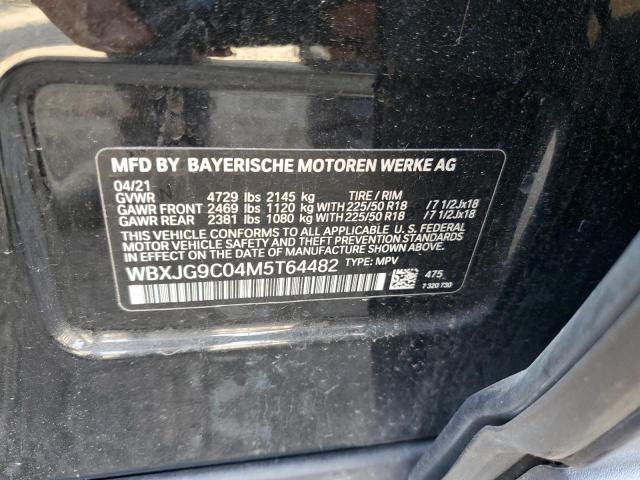 MFD BY BAYERISCHE MOTOREN WERKE AG
04/21
GVWR 4729 lbs 2145 kg TIRE / RIM
GAWR FRONT 2469 lbs 1120 kg WITH 225/50 R18 /7 1/2Jx18
GAWR REAR 2381 lbs 1080 kg WITH 225/50 R18 /7 1/2Jx18
THIS VEHICLE CONFORMS TO ALL APPLICABLE U. S. FEDERAL
MOTOR VEHICLE SAFETY AND THEFT PREVENTION STANDARDS
IN EFFECT ON THE DATE OF MANUFACTURE SHOWN ABOVE.
WBXJG9C04M5T64482 TYPE: MPV
475
7 320 730